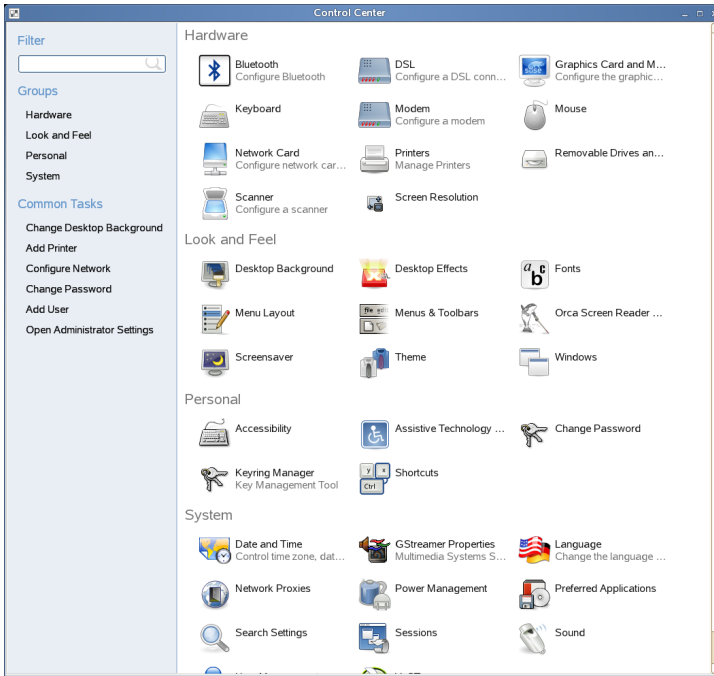 Control Center
Filter
Groups
Hardware
Look and Feel
Personal
System
Common Tasks
Change Desktop Background
Add Printer
Configure Network
Change Password
Add User
Open Administrator Settings
Hardware
Bluetooth
Configure Bluetooth
DSL
Configure a DSL conn...
Graphics Card and M...
Configure the graphic...
Keyboard
Modem
Configure a modem
Mouse
Network Card
Configure network car...
Printers
Manage Printers
Removable Drives an...
Scanner
Configure a scanner
Screen Resolution
Look and Feel
Desktop Background
Desktop Effects
Fonts
Menu Layout
Menus & Toolbars
Orca Screen Reader ...
Screensaver
Theme
Windows
Personal
Accessibility
Assistive Technology ...
Change Password
Keyring Manager
Key Management Tool
Shortcuts
System
Date and Time
Control time zone, dat...
GStreamer Properties
Multimedia Systems S...
Language
Change the language ...
Network Proxies
Power Management
Preferred Applications
Search Settings
Sessions
Sound